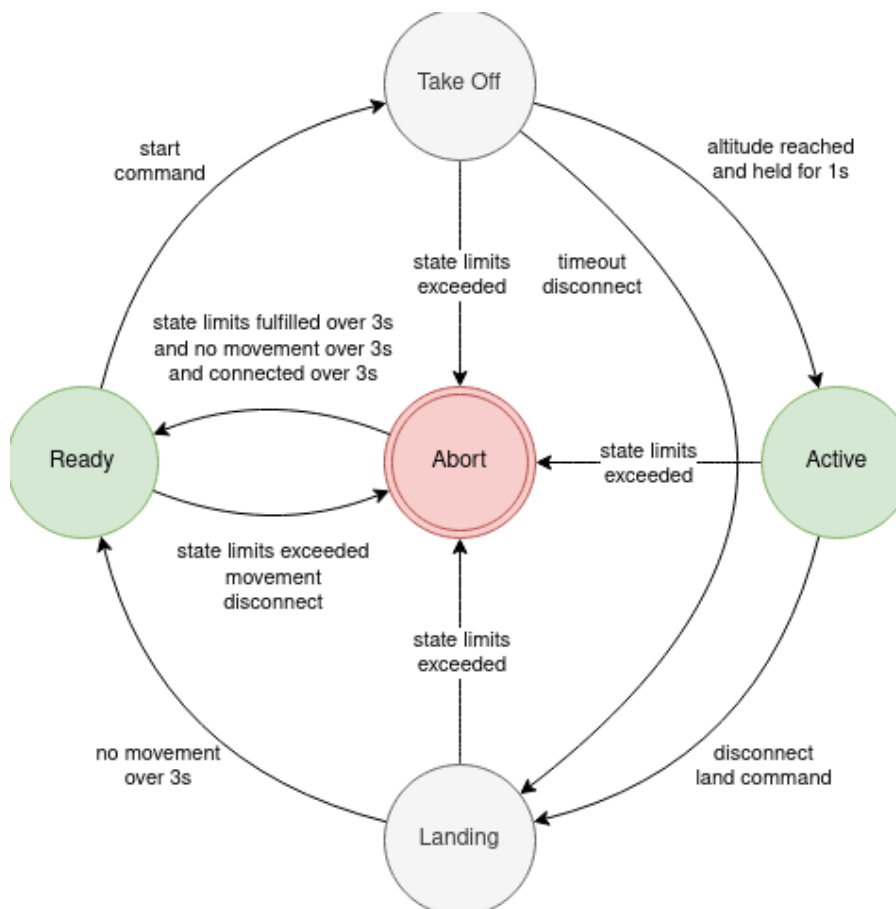 Take Off
start
command
altitude reached
and held for 1s
state limits
exceeded
timeout
disconnect
state limits fulfilled over 3s
and no movement over 3s
and connected over 3s
Ready
Abort
state limits
exceeded
Active
state limits exceeded
movement
disconnect
state limits
exceeded
no movement
over 3s
disconnect
land command
Landing